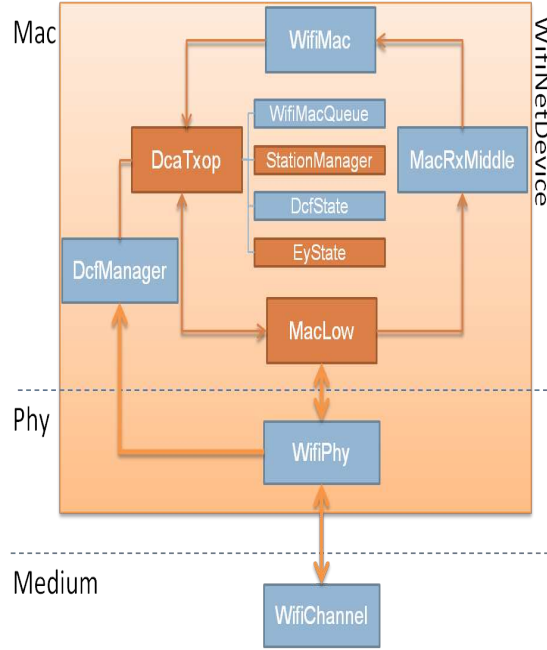 Mac
WifiMac
WifiNetDevice
WifiMacQueue
DcaTxop
StationManager
MacRxMiddle
DcfState
EyState
DcfManager
MacLow
Phy
WifiPhy
Medium
WifiChannel